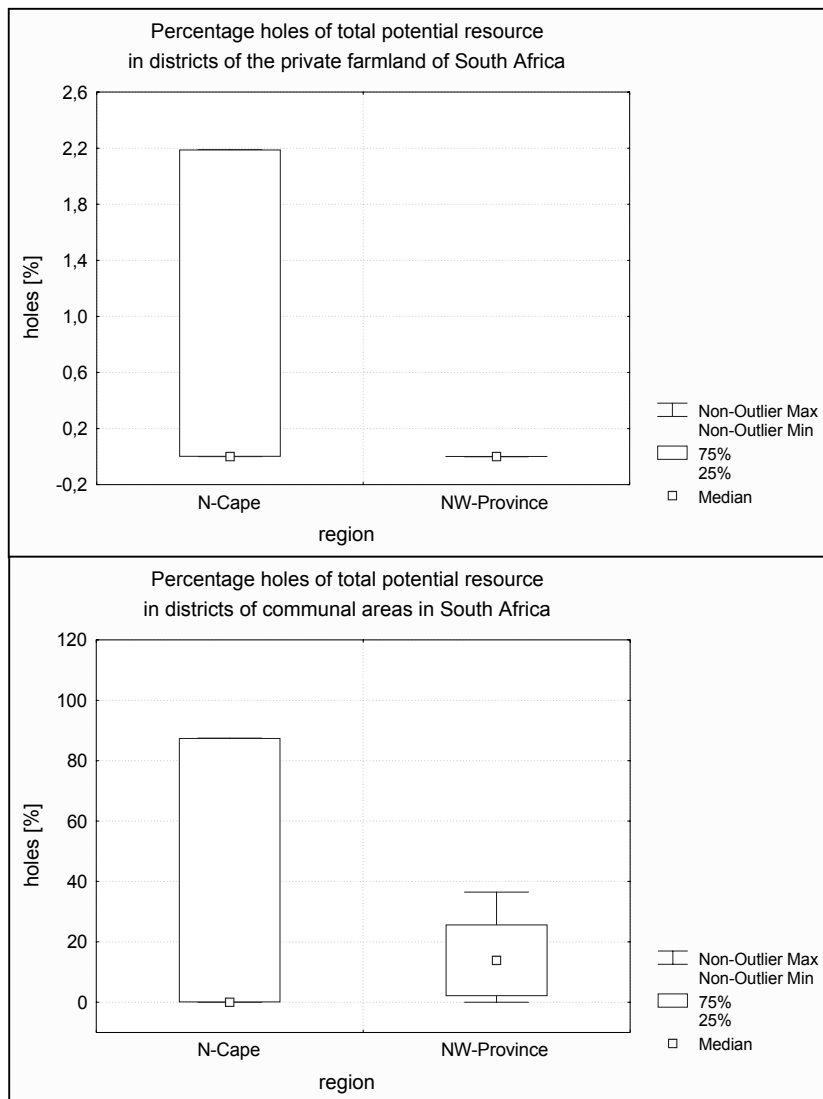 Percentage holes of total potential resource
in districts of the private farmland of South Africa
2,6
2,2
1,8
1,4
1,0
0,6
0,2
-0,2
holes [%]
N-Cape
NW-Province
region
Non-Outlier Max
Non-Outlier Min
75%
25%
Median
Percentage holes of total potential resource
in districts of communal areas in South Africa
120
100
80
60
40
20
0
holes [%]
N-Cape
NW-Province
region
Non-Outlier Max
Non-Outlier Min
75%
25%
Median